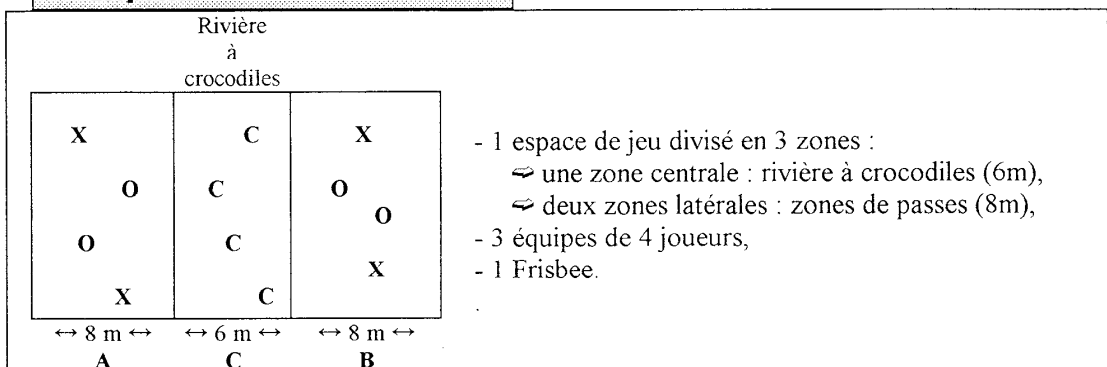 Rivière
à
crocodiles
X C X
O C O
O
O C
X
X C
↔ 8 m ↔ ↔ 6 m ↔ ↔ 8 m ↔
A C B
- 1 espace de jeu divisé en 3 zones :
➫ une zone centrale : rivière à crocodiles (6m),
➫ deux zones latérales : zones de passes (8m),
- 3 équipes de 4 joueurs,
- 1 Frisbee.